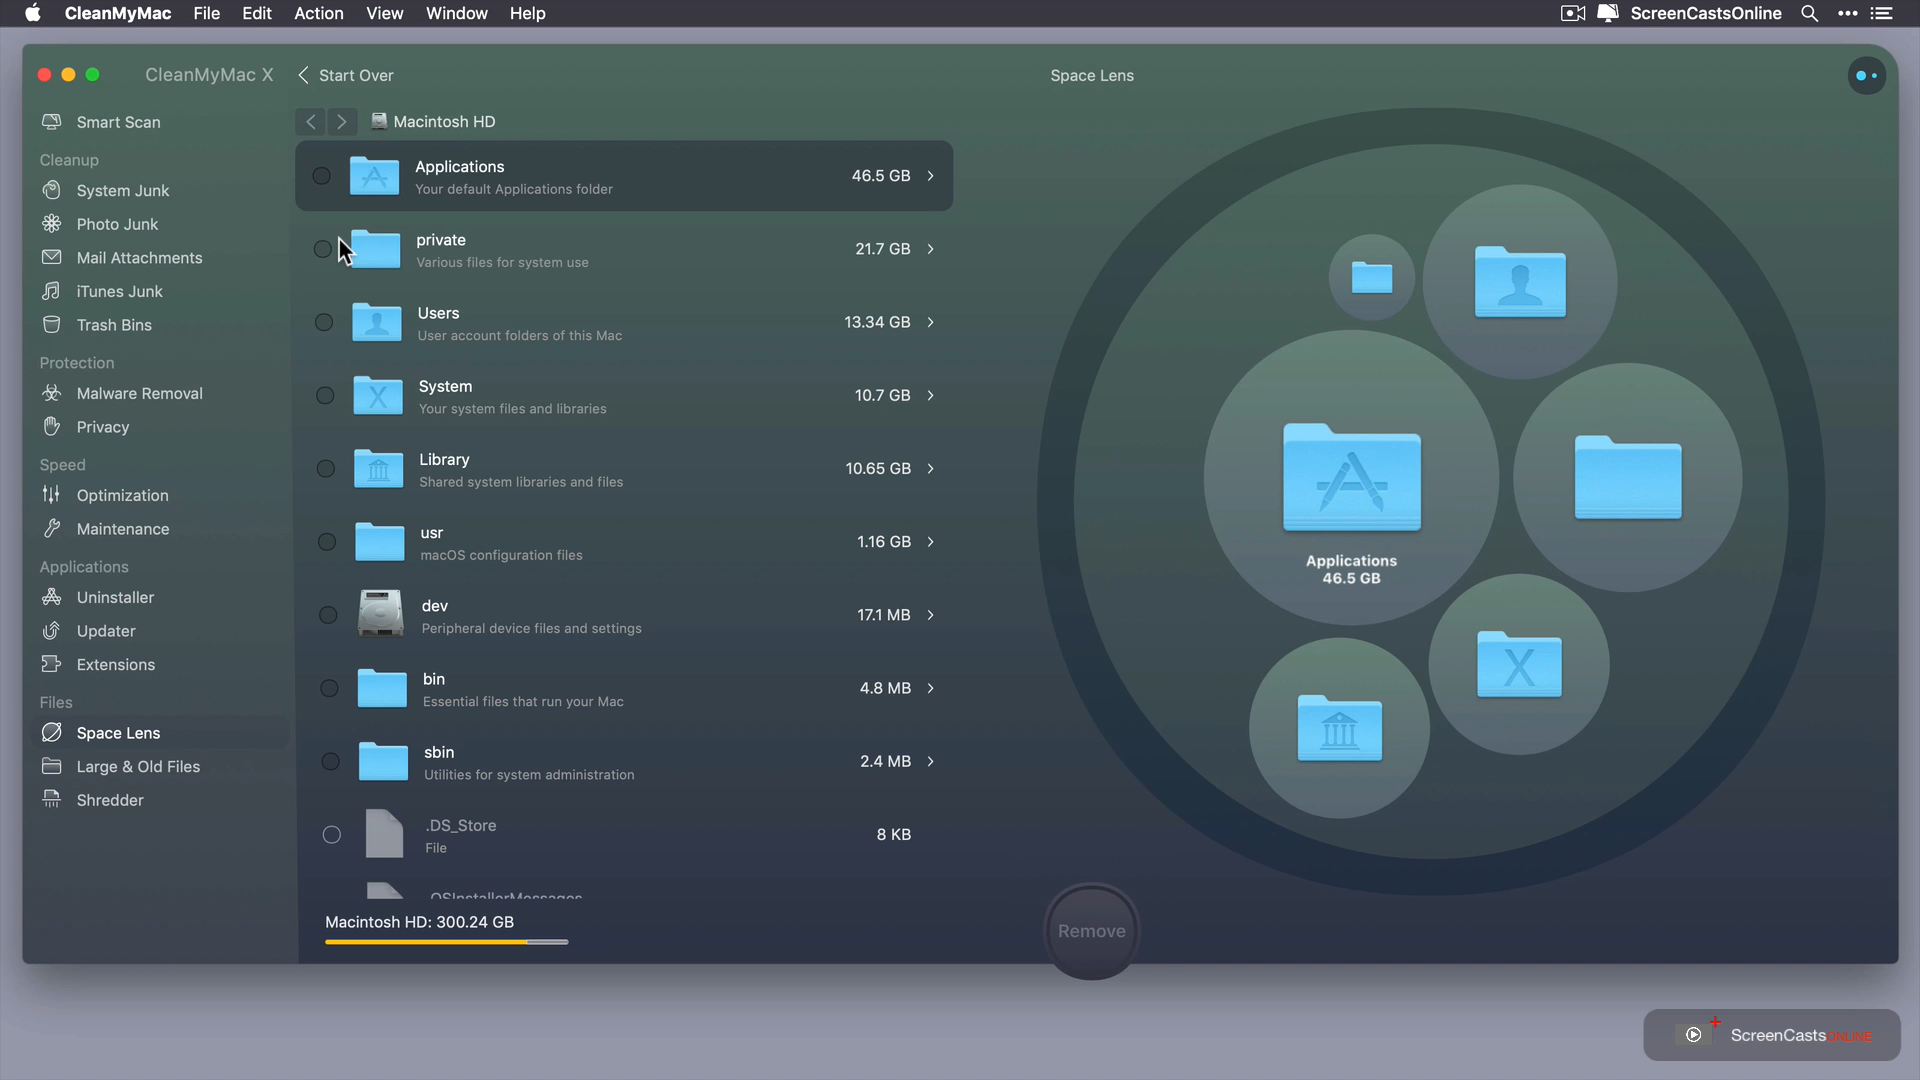 CleanMyMac File Edit Action View Window Help ScreenCastsOnline
CleanMyMac X
Start Over
Space Lens
Smart Scan
Cleanup
System Junk
Photo Junk
Mail Attachments
iTunes Junk
Trash Bins
Protection
Malware Removal
Privacy
Speed
Optimization
Maintenance
Applications
Uninstaller
Updater
Extensions
Files
Space Lens
Large & Old Files
Shredder
Macintosh HD
Applications
Your default Applications folder
46.5 GB
private
Various files for system use
21.7 GB
Users
User account folders of this Mac
13.34 GB
System
Your system files and libraries
10.7 GB
Library
Shared system libraries and files
10.65 GB
usr
macOS configuration files
1.16 GB
dev
Peripheral device files and settings
17.1 MB
bin
Essential files that run your Mac
4.8 MB
sbin
Utilities for system administration
2.4 MB
.DS_Store
File
8 KB
.OSInstallerMessages
Macintosh HD: 300.24 GB
Applications
46.5 GB
X
Remove
ScreenCastsONLINE